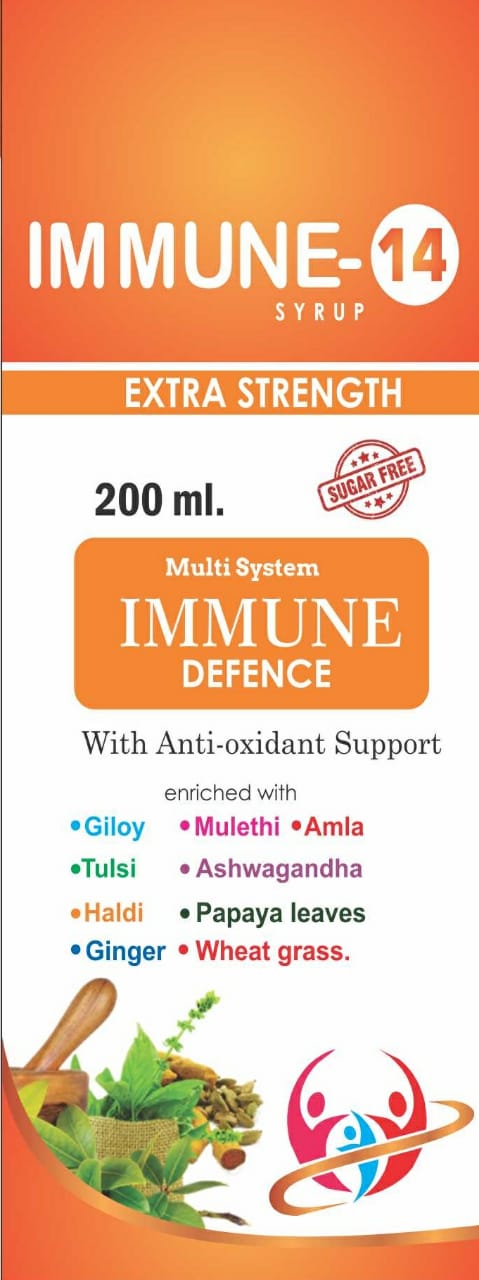 IMMUNE-14
SYRUP
EXTRA STRENGTH
SUGAR FREE
200 ml.
Multi System
IMMUNE
DEFENCE
With Anti-oxidant Support
enriched with
•Giloy •Mulethi •Amla
•Tulsi •Ashwagandha
•Haldi •Papaya leaves
•Ginger •Wheat grass.